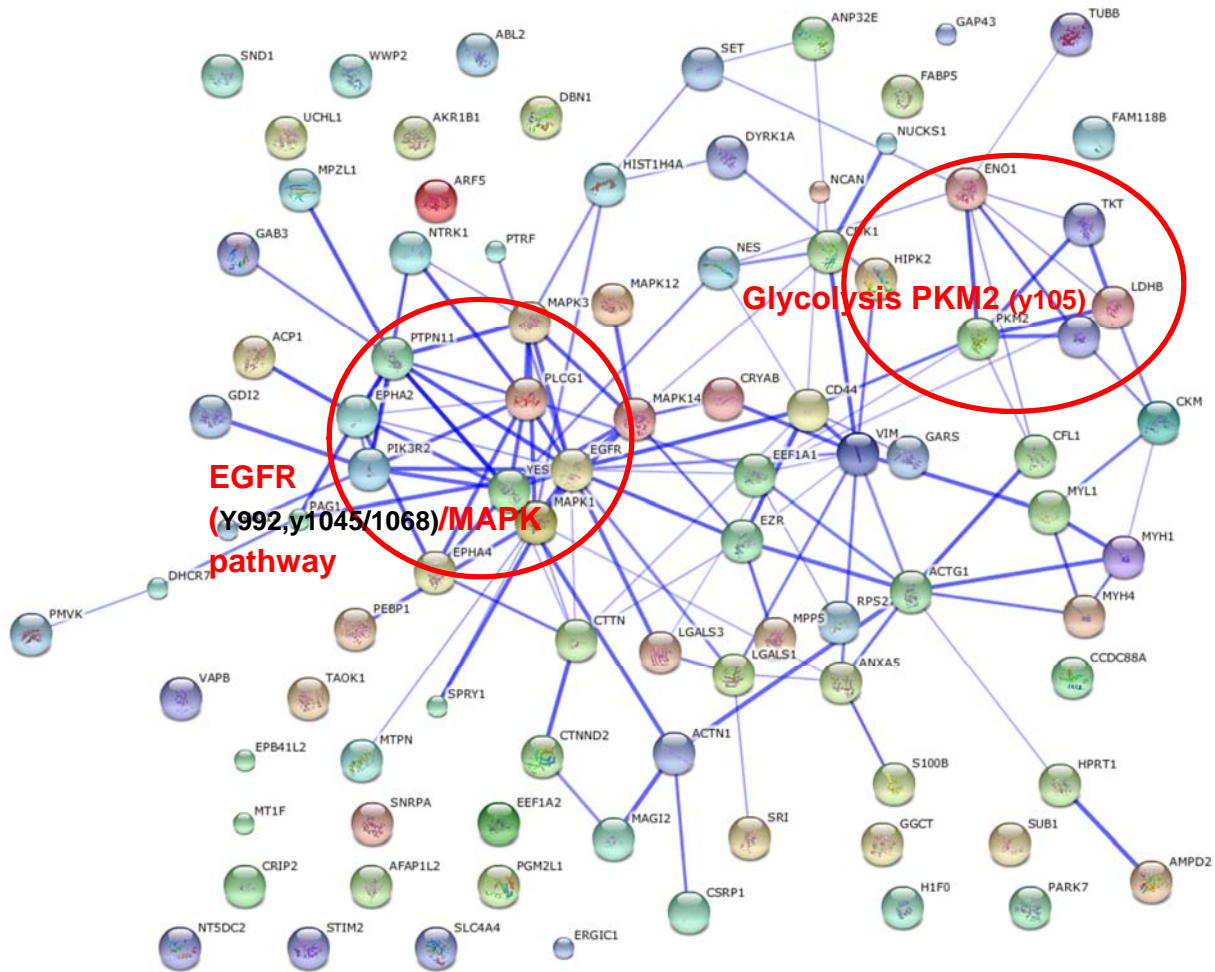 ANP32E
GAP43
TUBB
ABL2
SET
SND1
WWP2
FABP5
DBN1
UCHL1
AKR1B1
NUCKS1
FAM118B
DYRK1A
HIST1H4A
MPZL1
ENO1
NCAN
ARF5
TKT
GAB3
NTRK1
PTRF
CDK1
NES
HIPK2
MAPK12
LDHB
Glycolysis PKM2 (y105)
MAPK3
PKM2
ACP1
PTPN11
PLCG1
CRYAB
CD44
EPHA2
MAPK14
GDI2
CKM
VIM
GARS
PIK3R2
EGFR
CFL1
EEF1A1
EGFR
YES
PAG1
MAPK1
MYL1
(Y992,y1045/1068)/MAPK
EZR
pathway
EPHA4
MYH1
ACTG1
DHCR7
PMVK
PEBP1
MYH4
CTTN
MPP5
RPS27
LGALS3
LGALS1
ANXA5
CCDC88A
VAPB
TAOK1
SPRY1
CTNND2
ACTN1
EPB41L2
MTPN
S100B
HPRT1
MT1F
SNRPA
EEF1A2
MAGI2
SRI
GGCT
SUB1
CRIP2
AFAP1L2
PGM2L1
AMPD2
CSRP1
H1F0
PARK7
NT5DC2
STIM2
SLC4A4
ERGIC1